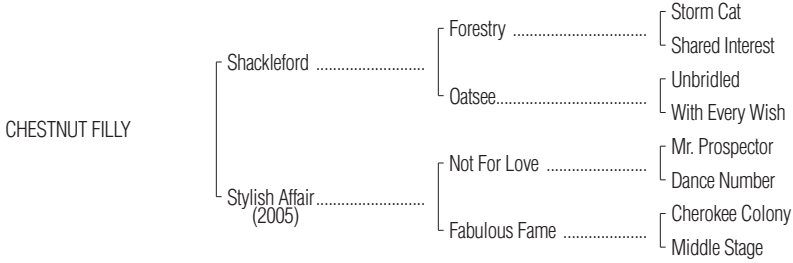 Storm Cat
Forestry ................................
Shared Interest
Shackleford ..........................
Unbridled
Oatsee....................................
With Every Wish
CHESTNUT FILLY
Mr. Prospector
Not For Love ........................
Dance Number
Stylish Affair..........................
(2005)
Cherokee Colony
Fabulous Fame ....................
Middle Stage